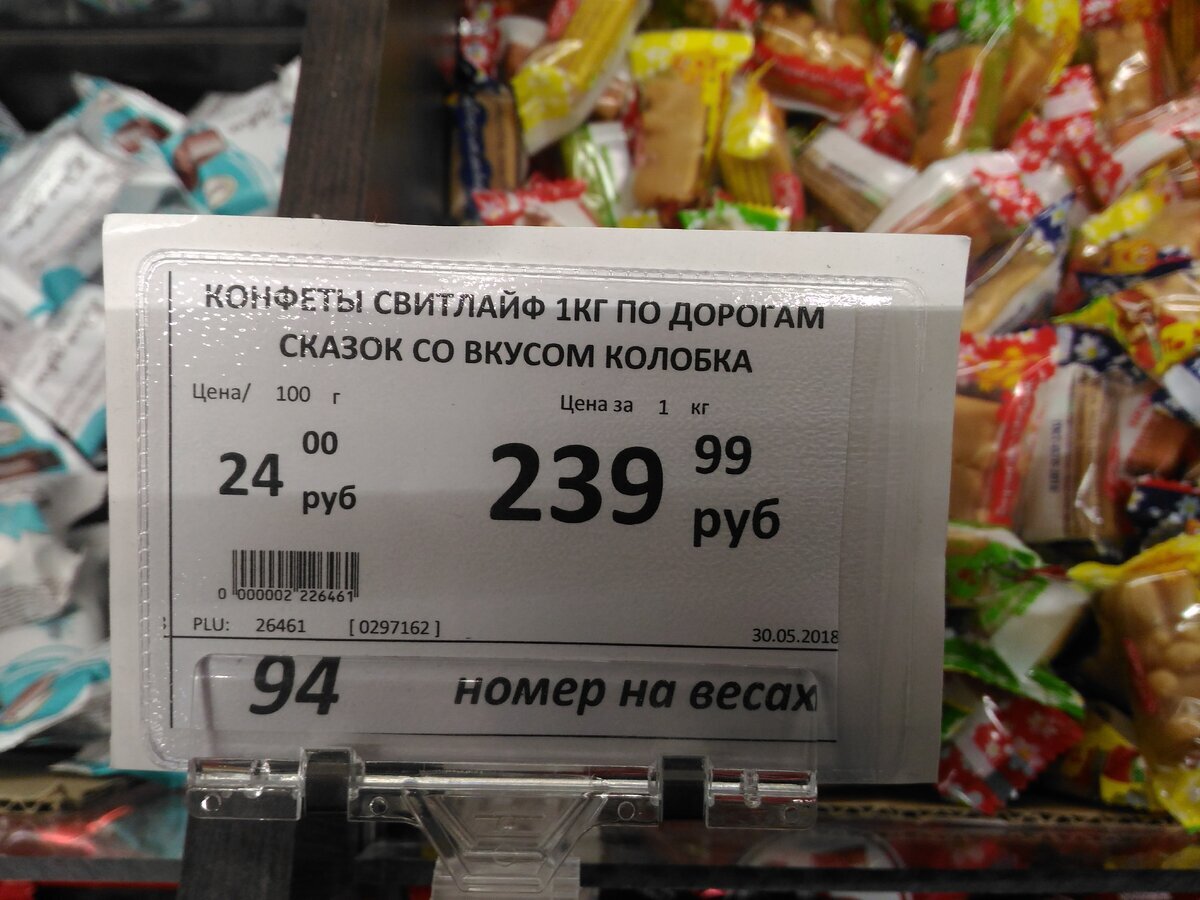 КОНФЕТЫ СВИТЛАЙФ 1КГ ПО ДОРОГАМ
СКАЗОК СО ВКУСОМ КОЛОБКА
Цена/ 100 г
Цена за 1 кг
24 00 руб
239 99 руб
0 000002 226461
PLU: 26461 [ 0297162 ]
30.05.2018
94 номер на весах